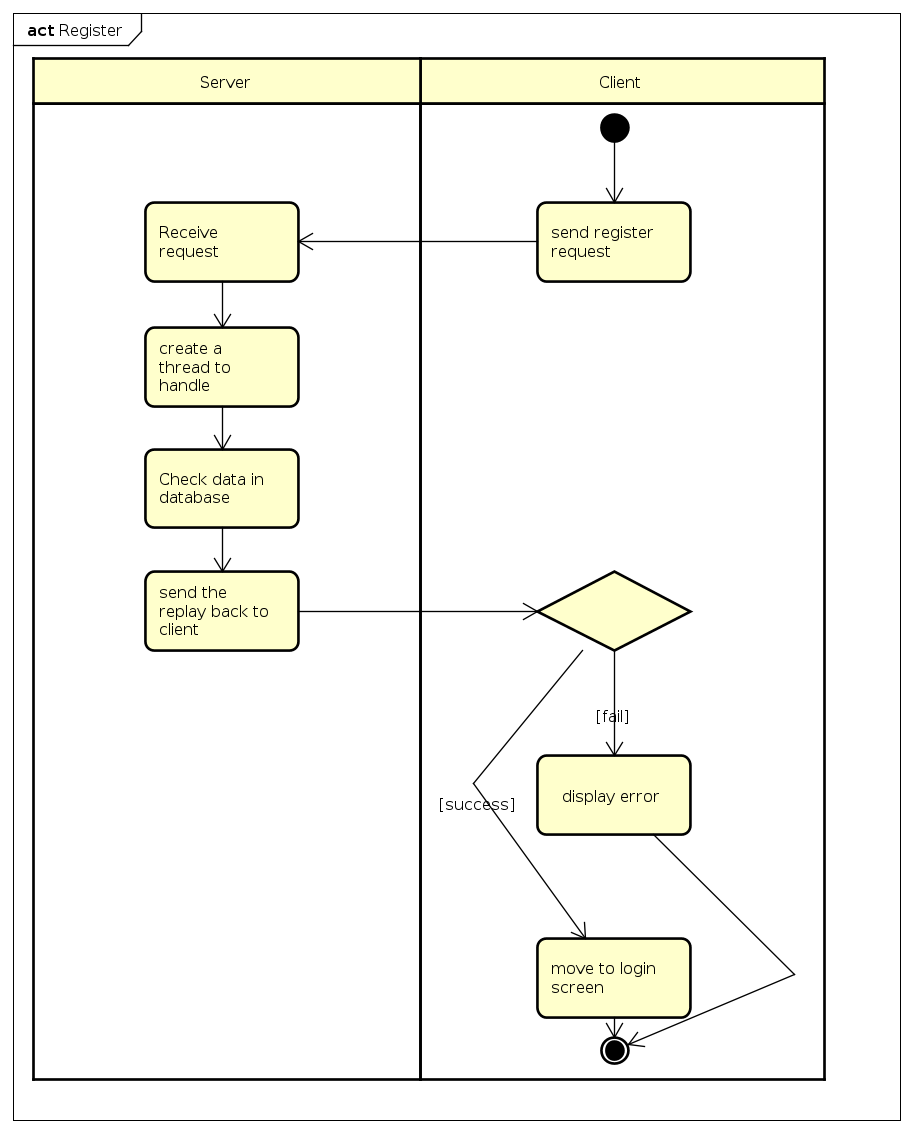 act Register
Server
Client
Receive
request
send register
request
create a
thread to
handle
Check data in
database
send the
replay back to
client
[fail]
display error
[success]
move to login
screen